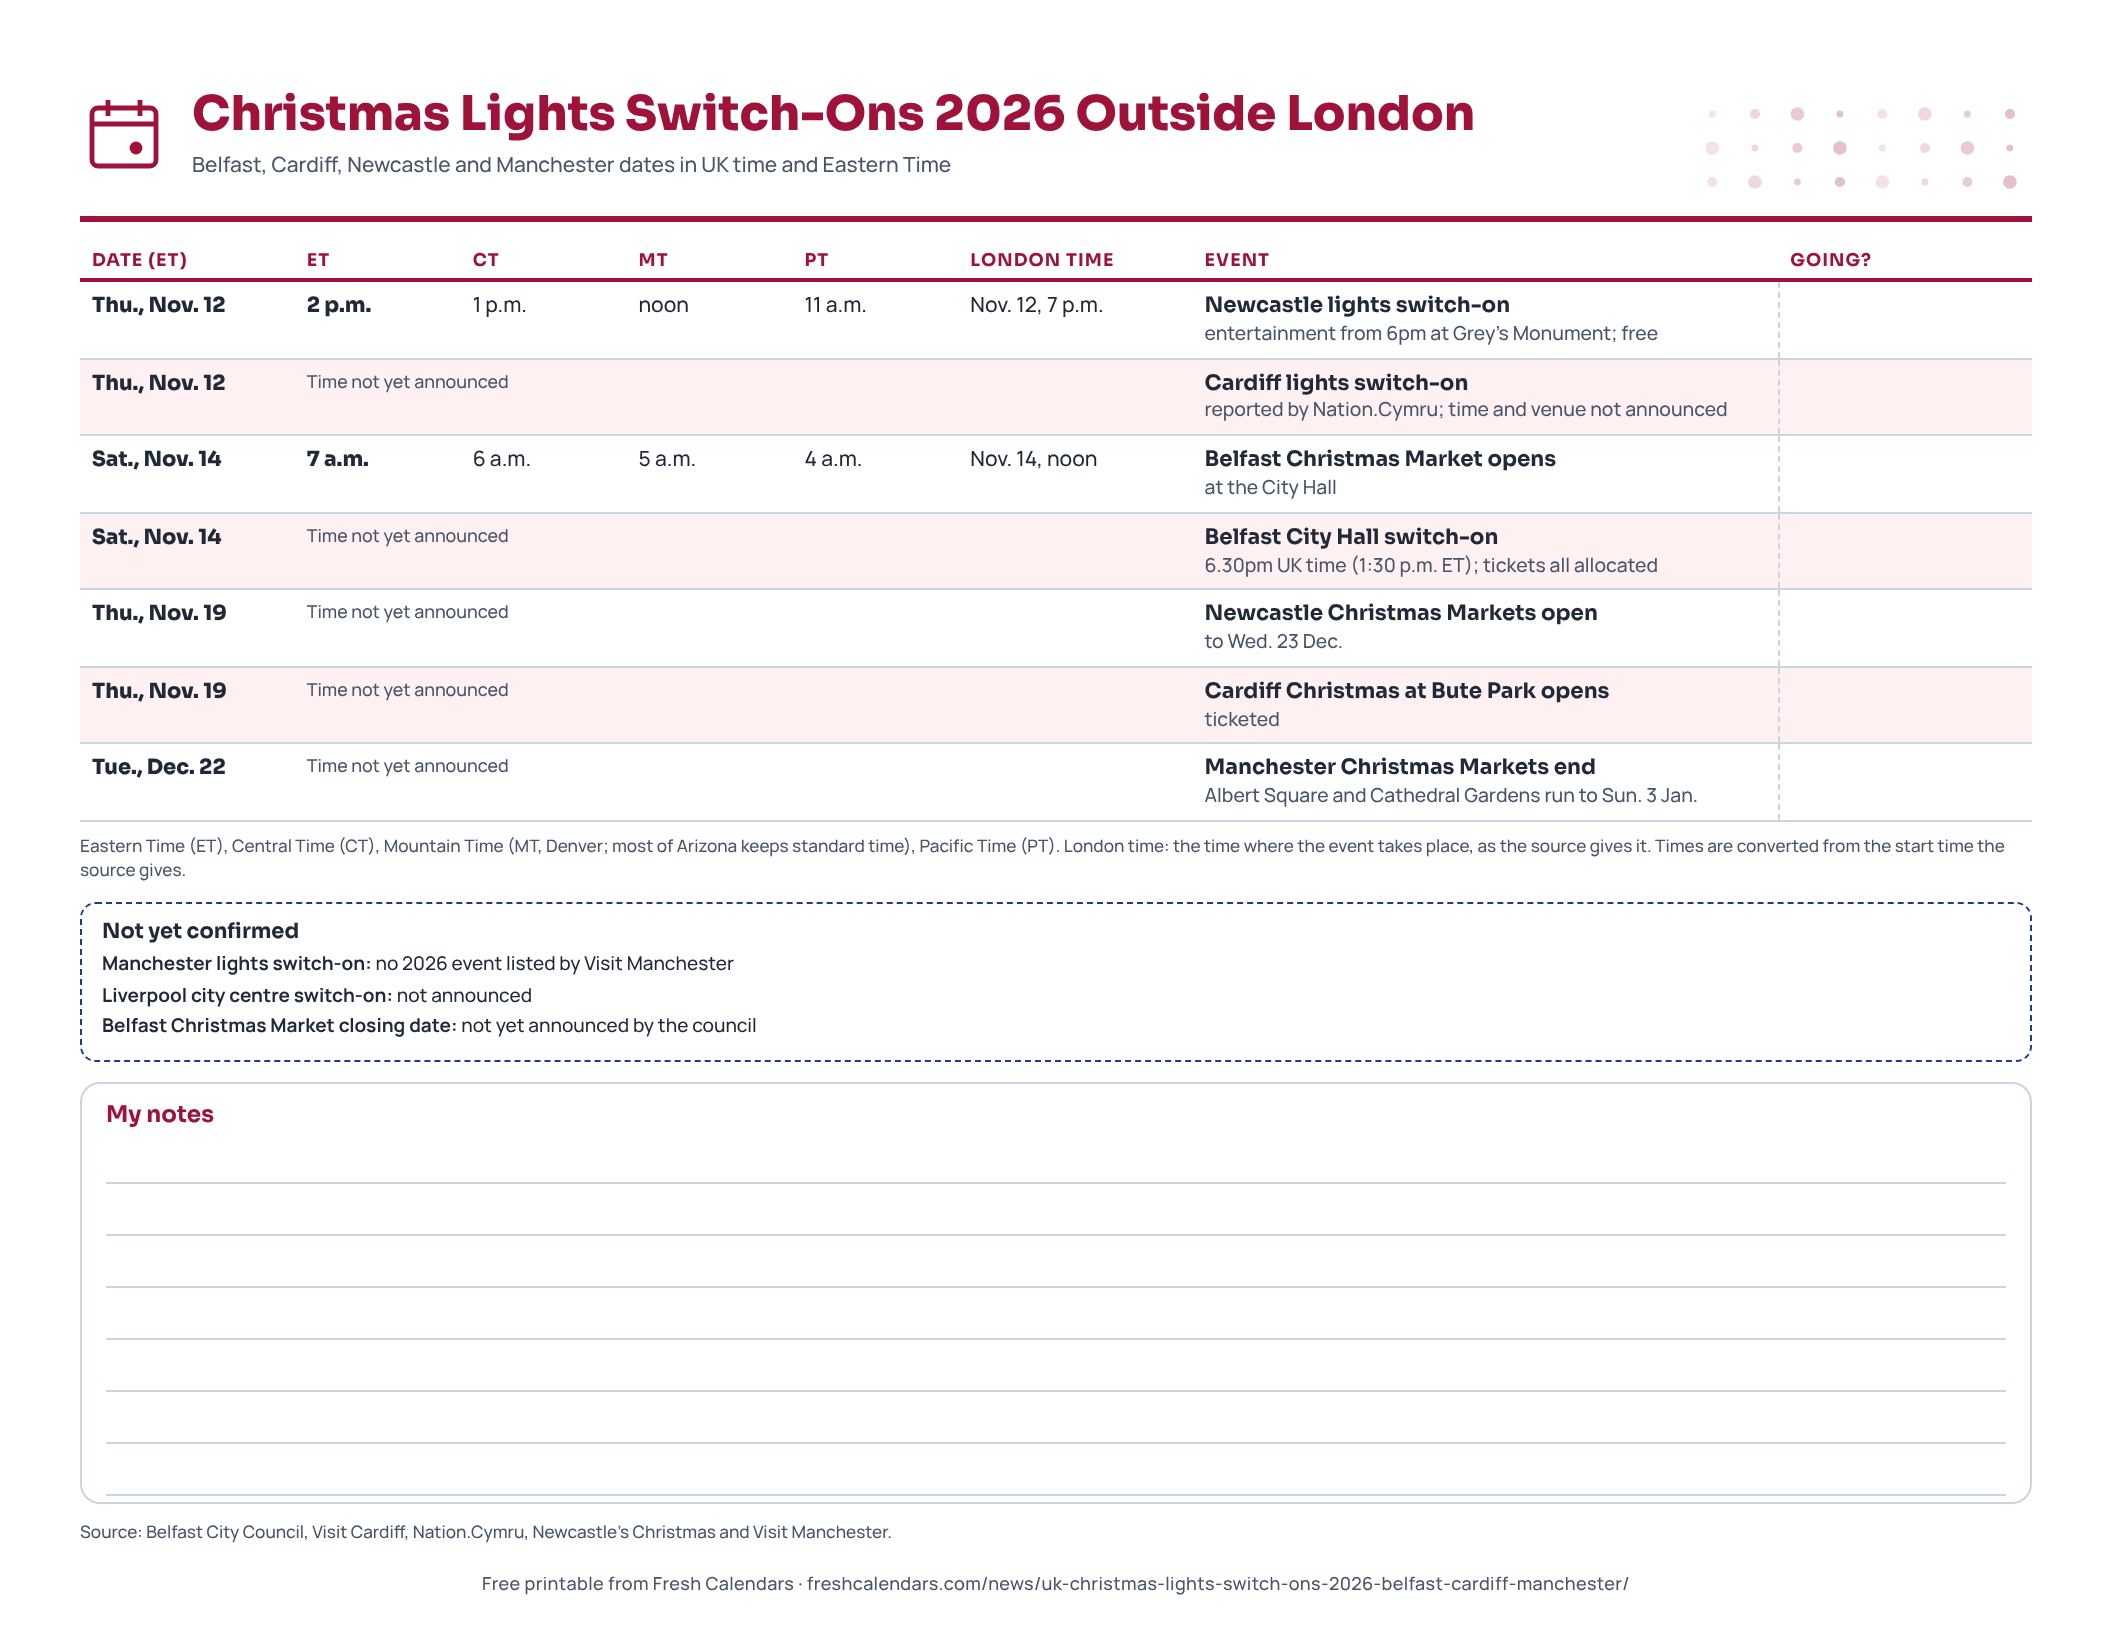 Christmas Lights Switch-Ons 2026 Outside London
Belfast, Cardiff, Newcastle and Manchester dates in UK time and Eastern Time
DATE (ET) ET CT MT PT LONDON TIME EVENT GOING?
Thu., Nov. 12 2 p.m. 1 p.m. noon 11 a.m. Nov. 12, 7 p.m. Newcastle lights switch-on
entertainment from 6pm at Grey's Monument; free
Thu., Nov. 12 Time not yet announced Cardiff lights switch-on
reported by Nation.Cymru; time and venue not announced
Sat., Nov. 14 7 a.m. 6 a.m. 5 a.m. 4 a.m. Nov. 14, noon Belfast Christmas Market opens
at the City Hall
Sat., Nov. 14 Time not yet announced Belfast City Hall switch-on
6.30pm UK time (1:30 p.m. ET); tickets all allocated
Thu., Nov. 19 Time not yet announced Newcastle Christmas Markets open
to Wed. 23 Dec.
Thu., Nov. 19 Time not yet announced Cardiff Christmas at Bute Park opens
ticketed
Tue., Dec. 22 Time not yet announced Manchester Christmas Markets end
Albert Square and Cathedral Gardens run to Sun. 3 Jan.
Eastern Time (ET), Central Time (CT), Mountain Time (MT, Denver; most of Arizona keeps standard time), Pacific Time (PT). London time: the time where the event takes place, as the source gives it. Times are converted from the start time the
source gives.
Not yet confirmed
Manchester lights switch-on: no 2026 event listed by Visit Manchester
Liverpool city centre switch-on: not announced
Belfast Christmas Market closing date: not yet announced by the council
My notes
Source: Belfast City Council, Visit Cardiff, Nation.Cymru, Newcastle's Christmas and Visit Manchester.
Free printable from Fresh Calendars · freshcalendars.com/news/uk-christmas-lights-switch-ons-2026-belfast-cardiff-manchester/